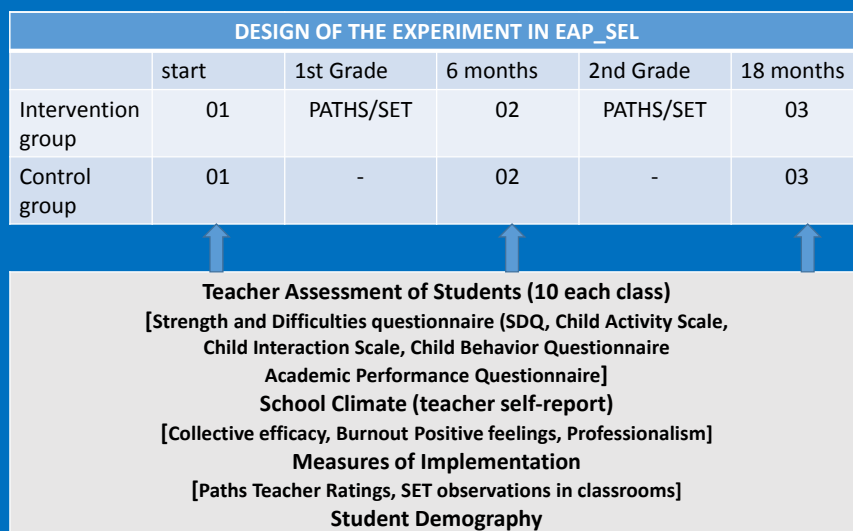 DESIGN OF THE EXPERIMENT IN EAP_SEL
start 1st Grade 6 months 2nd Grade 18 months
Intervention group 01 PATHS/SET 02 PATHS/SET 03
Control group 01 - 02 - 03
Teacher Assessment of Students (10 each class)
[Strength and Difficulties questionnaire (SDQ, Child Activity Scale,
Child Interaction Scale, Child Behavior Questionnaire
Academic Performance Questionnaire]
School Climate (teacher self-report)
[Collective efficacy, Burnout Positive feelings, Professionalism]
Measures of Implementation
[Paths Teacher Ratings, SET observations in classrooms]
Student Demography